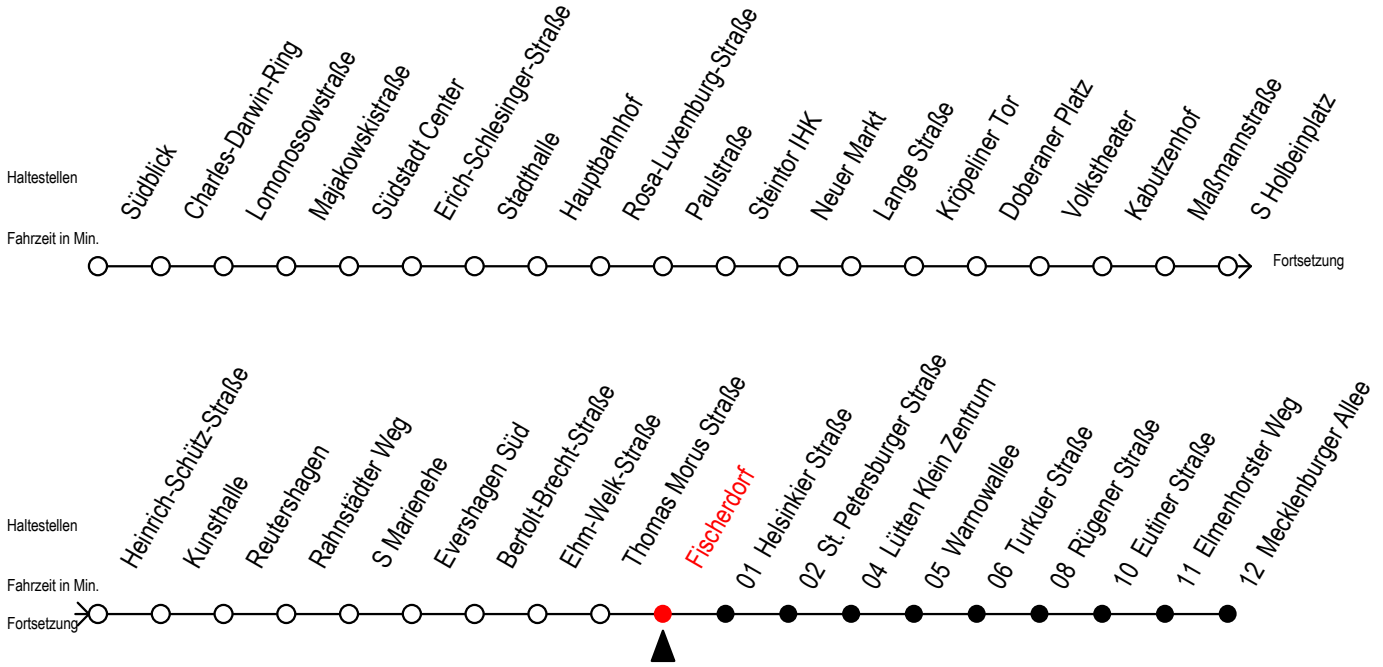 Haltestellen
Südblick
Charles-Darwin-Ring
Lomonossowstraße
Majakowskistraße
Südstadt Center
Erich-Schlesinger-Straße
Stadthalle
Hauptbahnhof
Rosa-Luxemburg-Straße
Paulstraße
Steintor IHK
Neuer Markt
Lange Straße
Kröpeliner Tor
Doberaner Platz
Volkstheater
Kabutzenhof
Maßmannstraße
S Holbeinplatz
Fahrzeit in Min.
Fortsetzung
Haltestellen
Heinrich-Schütz-Straße
Kunsthalle
Reutershagen
Rahnstädter Weg
S Marienehe
Evershagen Süd
Bertolt-Brecht-Straße
Ehm-Welk-Straße
Thomas Morus Straße
Fischerdorf
01 Helsinkier Straße
02 St. Petersburger Straße
04 Lütten Klein Zentrum
05 Warnowallee
06 Turkuer Straße
08 Rügener Straße
10 Eutiner Straße
11 Elmenhorster Weg
12 Mecklenburger Allee
Fahrzeit in Min.
Fortsetzung